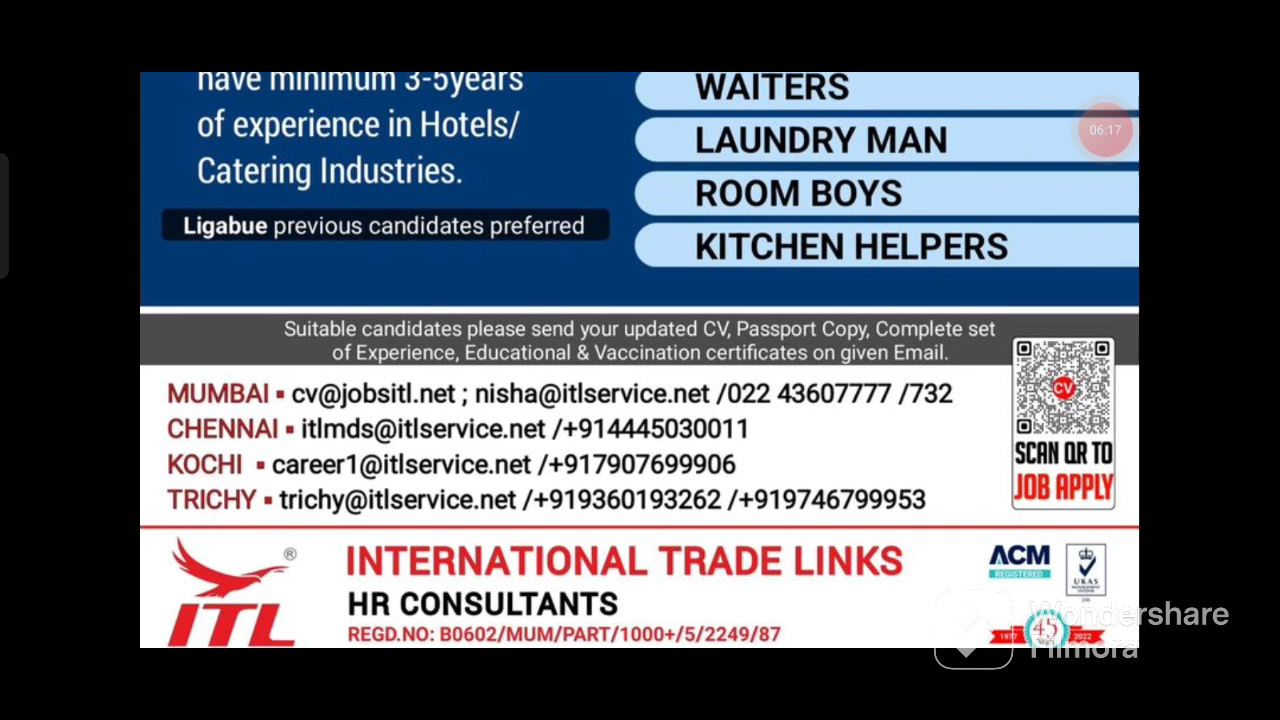 have minimum 3-5years
of experience in Hotels/
Catering Industries.
Ligabue previous candidates preferred
WAITERS
LAUNDRY MAN
ROOM BOYS
KITCHEN HELPERS
06:17
Suitable candidates please send your updated CV, Passport Copy, Complete set
of Experience, Educational & Vaccination certificates on given Email.
MUMBAI ▪ cv@jobsitl.net ; nisha@itlservice.net /022 43607777 /732
CHENNAI ▪ itlmds@itlservice.net /+914445030011
KOCHI ▪ career1@itlservice.net /+917907699906
TRICHY ▪ trichy@itlservice.net /+919360193262 /+919746799953
CV
SCAN QR TO
JOB APPLY
ITL ®
INTERNATIONAL TRADE LINKS
HR CONSULTANTS
REGD.NO: B0602/MUM/PART/1000+/5/2249/87
ACM
REGISTERED
UKAS
MANAGEMENT
SYSTEMS
1977 45 2022
Wondershare
Filmora